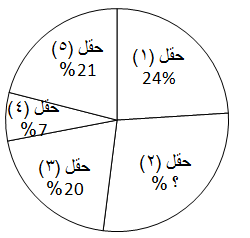 حقل (١)
24%
حقل (٢)
؟ %
حقل (٣)
%20
حقل (٤)
%7
حقل (٥)
%21